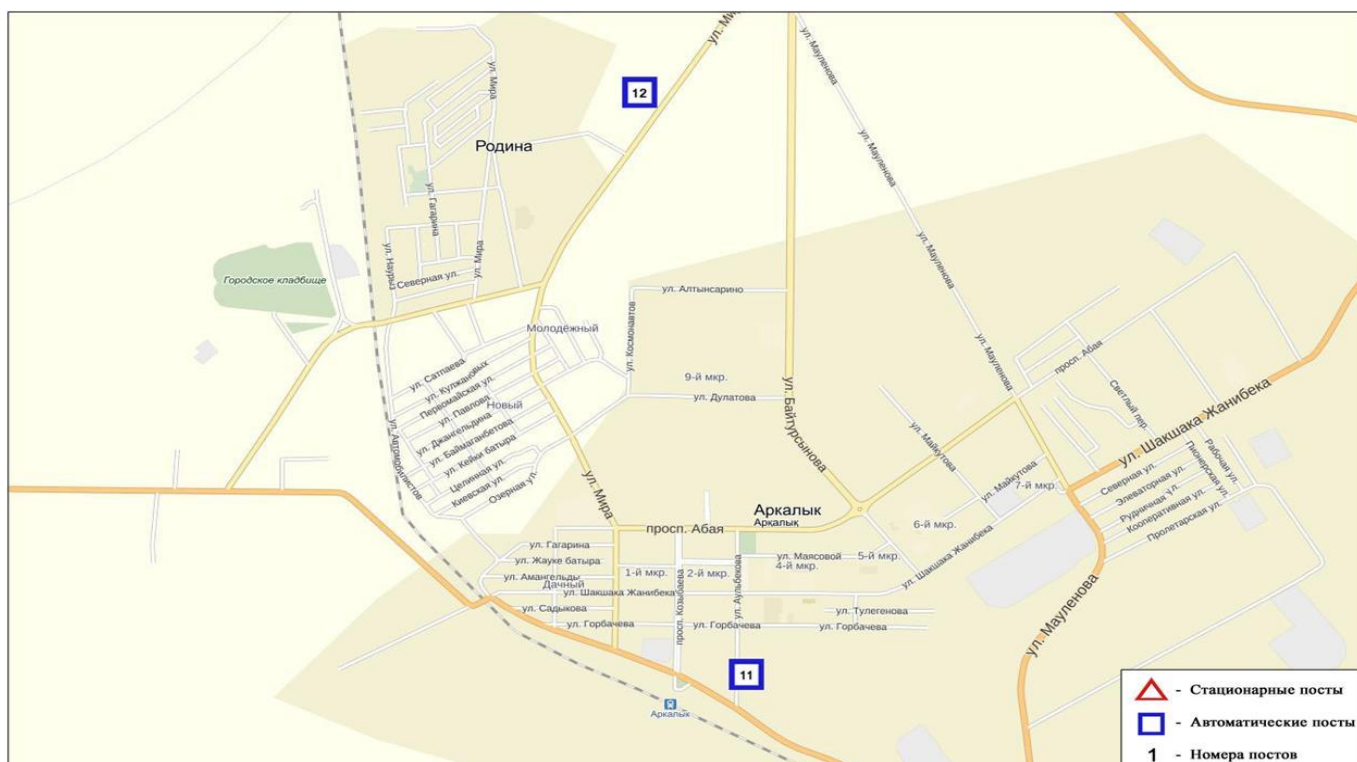 ул. Мира
ул. Мауленова
12
ул. Мира
Родина
ул. Мауленова
ул. Гагарина
ул. Мауленова
ул. Наурыз
ул. Мира
Северная ул.
Городское кладбище
ул. Алтынсарино
Молодёжный
ул. Космонавтов
ул. Мауленова
просп. Абая
ул. Сатпаева
ул. Кулжановых
Первомайская ул.
9-й мкр.
Новый
ул. Павлова
ул. Дулатова
ул. Байтурсынова
Светлый пер.
ул. Шакшака Жанибека
ул. Джангельдина
ул. Баймаганбетова
ул. Автомобилистов
ул. Кейки батыра
ул. Майкутова
Целинная ул.
Киевская ул.
Озерная ул.
ул. Мира
ул. Майкутова
7-й мкр.
Северная ул.
Пионерская ул.
Рабочая ул.
Элеваторная ул.
Рудничная ул.
Кооперативная ул.
Пролетарская ул.
Аркалык
Аркалық
просп. Абая
6-й мкр.
ул. Гагарина
ул. Маясовой
5-й мкр.
ул. Жауке батыра
4-й мкр.
1-й мкр.
2-й мкр.
ул. Амангельды
Дачный
ул. Шакшака Жанибека
ул. Шакшака Жанибека
просп. Козыбаева
ул. Аульбекова
ул. Садыкова
ул. Тулегенова
ул. Горбачева
ул. Горбачева
ул. Горбачева
ул. Мауленова
11
Аркалык
- Стационарные посты
- Автоматические посты
1 - Номера постов